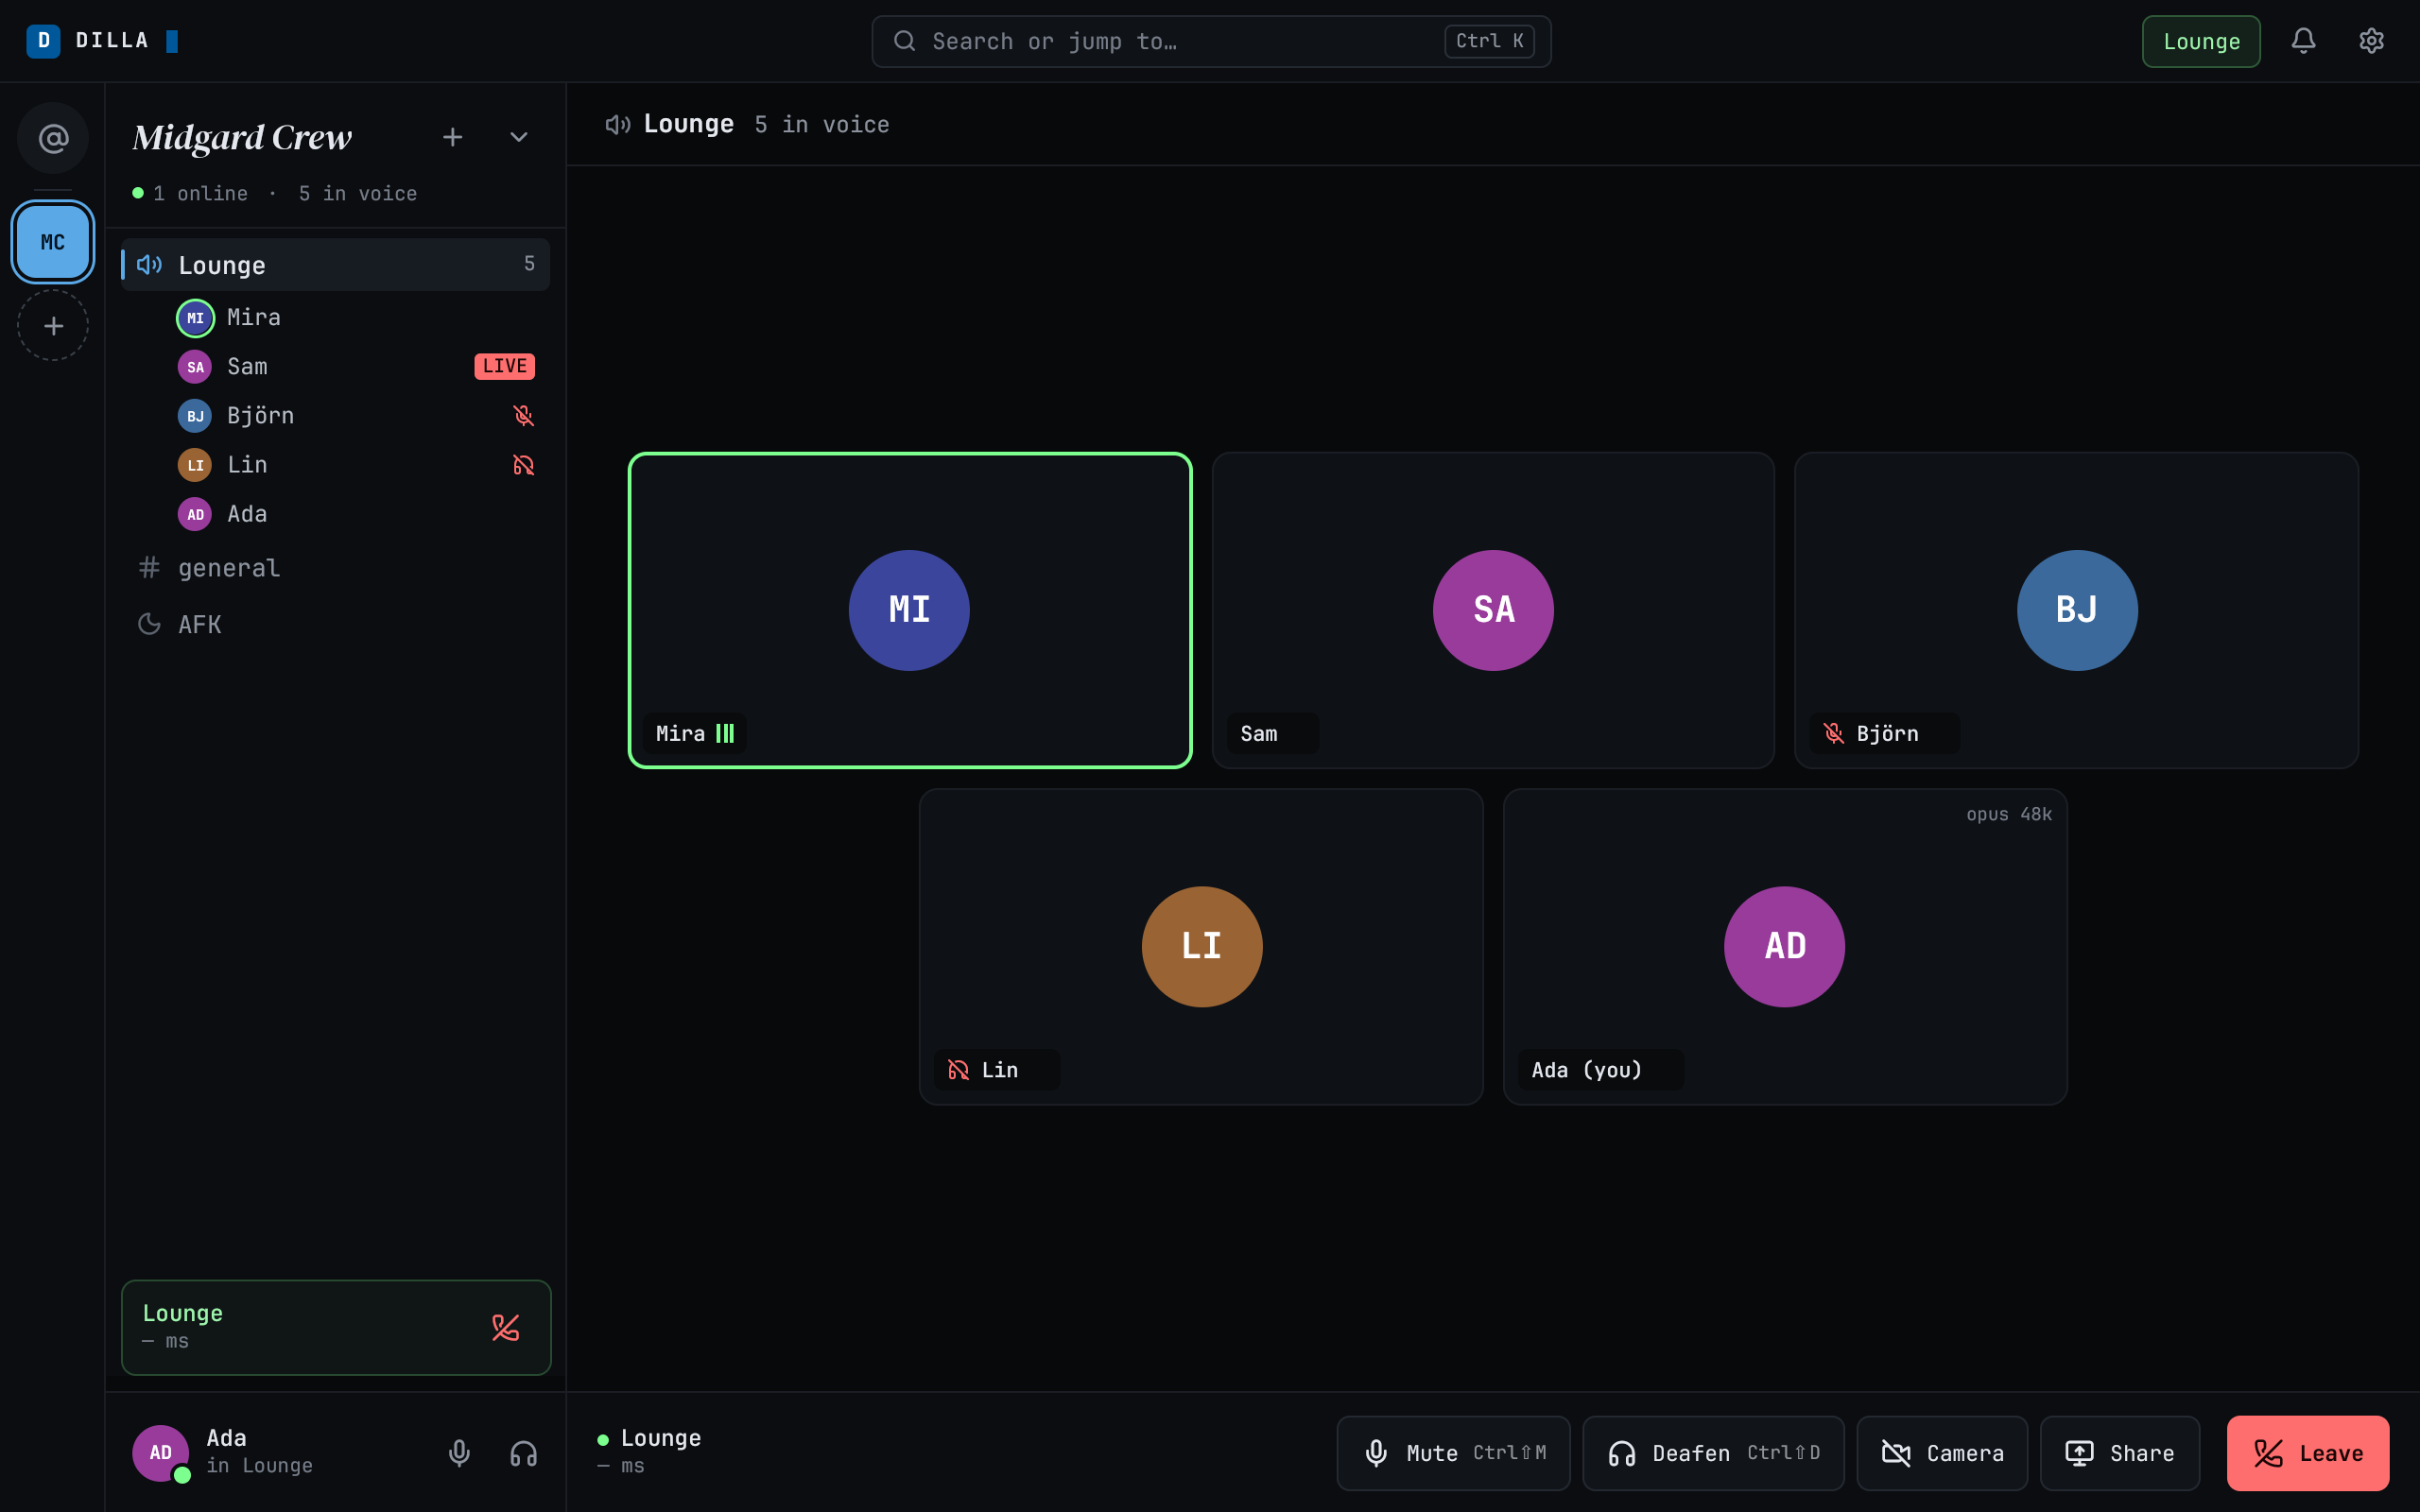 D DILLA
Search or jump to… Ctrl K
Lounge
Midgard Crew
1 online · 5 in voice
MC
Lounge 5
MI Mira
SA Sam LIVE
BJ Björn
LI Lin
AD Ada
general
AFK
Lounge
— ms
AD Ada
in Lounge
Lounge 5 in voice
MI
Mira
SA
Sam
BJ
Björn
LI
Lin
opus 48k
AD
Ada (you)
Lounge
— ms
Mute Ctrl⇧M
Deafen Ctrl⇧D
Camera
Share
Leave